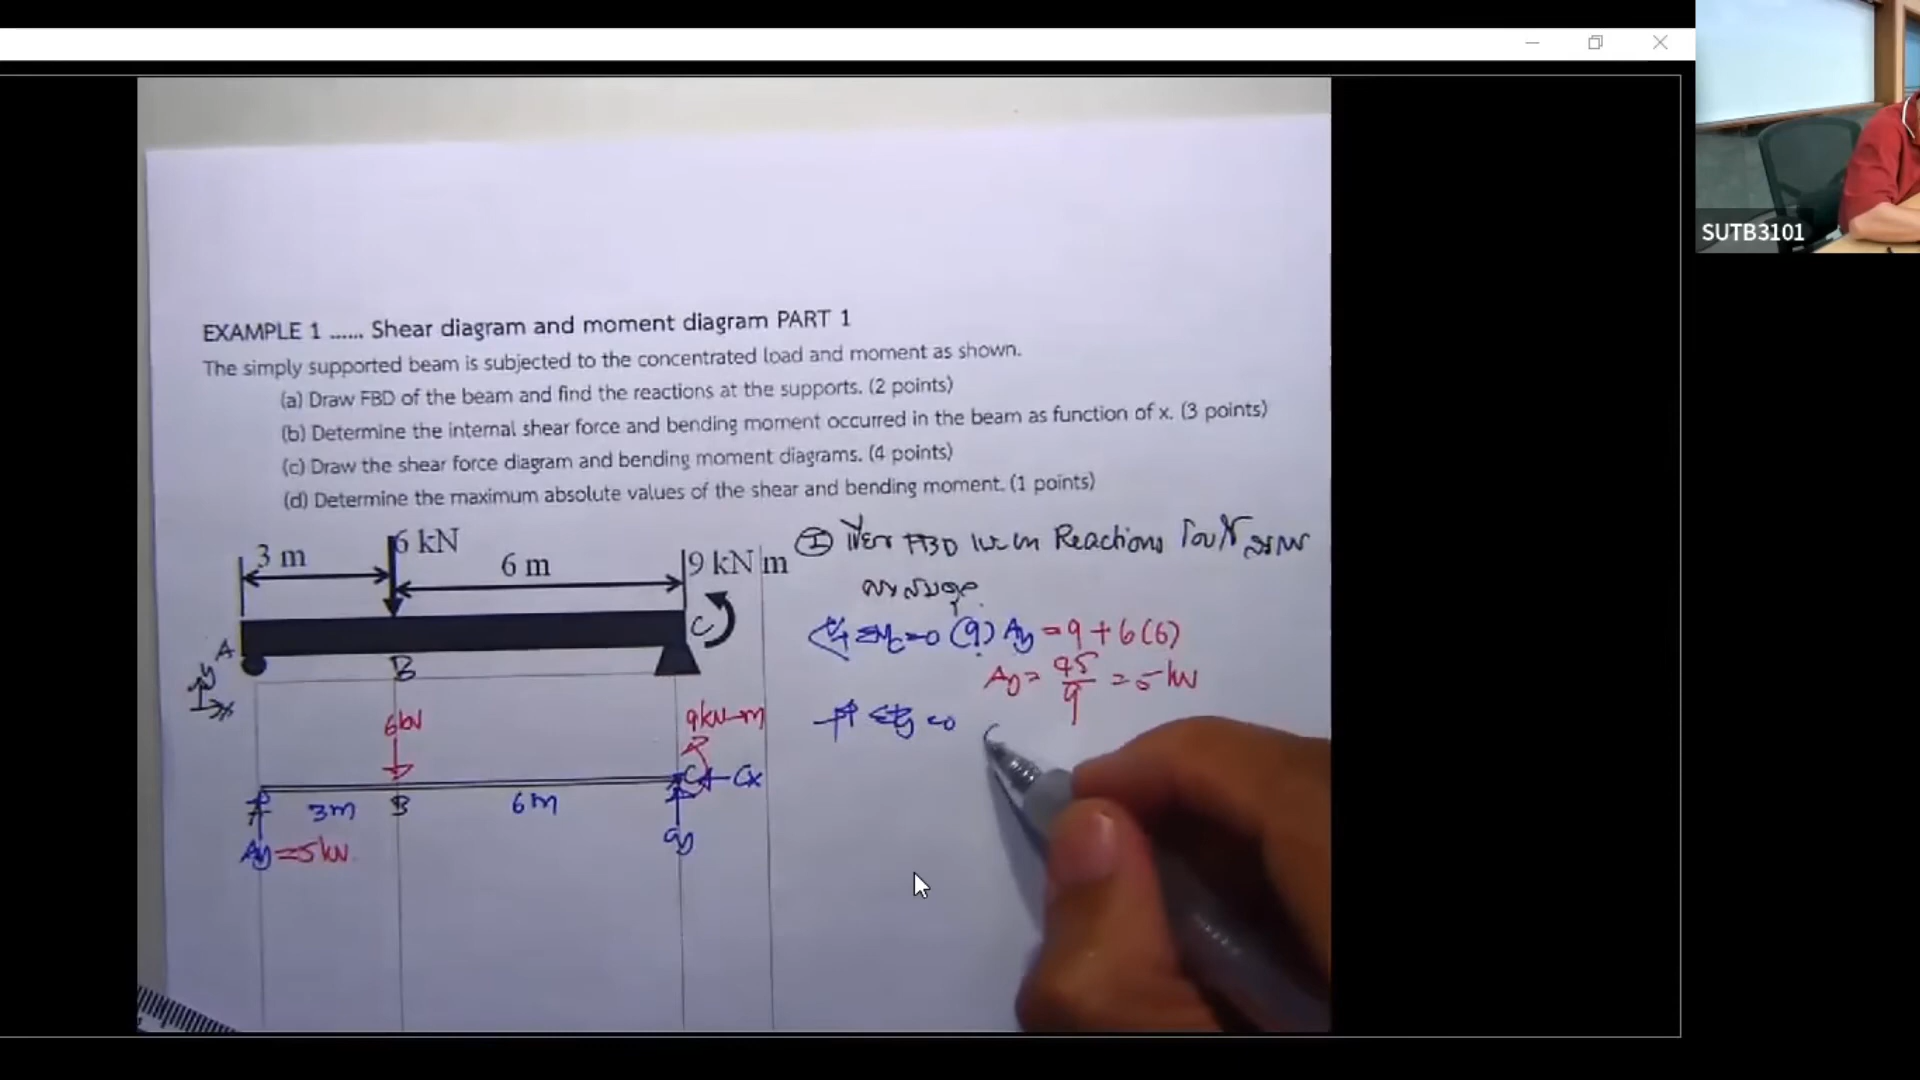 SUTB3101
EXAMPLE 1 ...... Shear diagram and moment diagram PART 1
The simply supported beam is subjected to the concentrated load and moment as shown.
(a) Draw FBD of the beam and find the reactions at the supports. (2 points)
(b) Determine the internal shear force and bending moment occurred in the beam as function of x. (3 points)
(c) Draw the shear force diagram and bending moment diagrams. (4 points)
(d) Determine the maximum absolute values of the shear and bending moment. (1 points)
3 m
6 kN
6 m
9 kN m
A
B
C
y
x
6kN
9kN-m
A
3m
B
6m
C
Cx
Ay=5kN
Cy
I FBD Reactions
ΣMc=0 (9) Ay = 9 + 6(6)
Ay = 45/9 = 5 kN
ΣFy=0